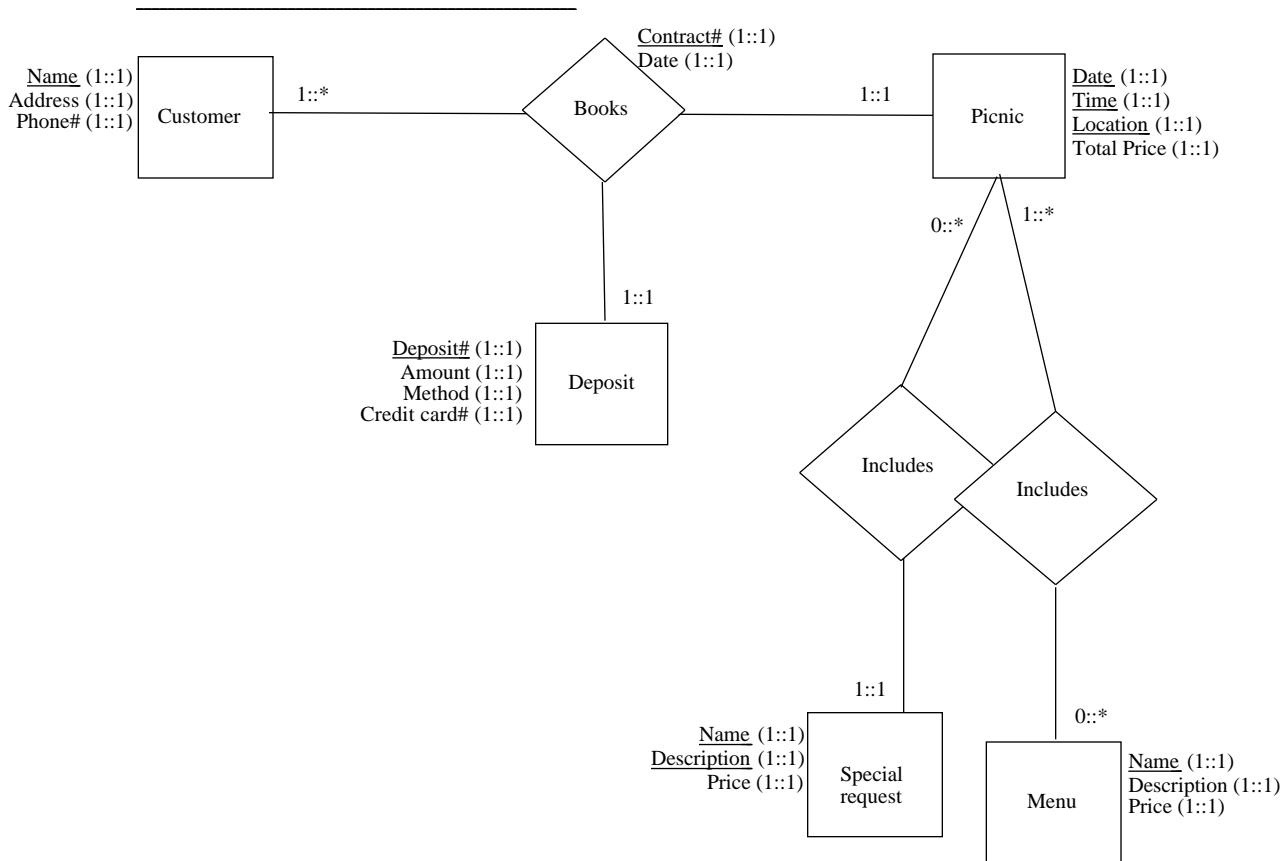 Contract# (1::1)
Date (1::1)
Name (1::1)
Address (1::1)
Phone# (1::1)
Customer
1::*
Books
1::1
Picnic
Date (1::1)
Time (1::1)
Location (1::1)
Total Price (1::1)
0::*
1::*
1::1
Deposit# (1::1)
Amount (1::1)
Method (1::1)
Credit card# (1::1)
Deposit
Includes
Includes
1::1
0::*
Name (1::1)
Description (1::1)
Price (1::1)
Special
request
Menu
Name (1::1)
Description (1::1)
Price (1::1)